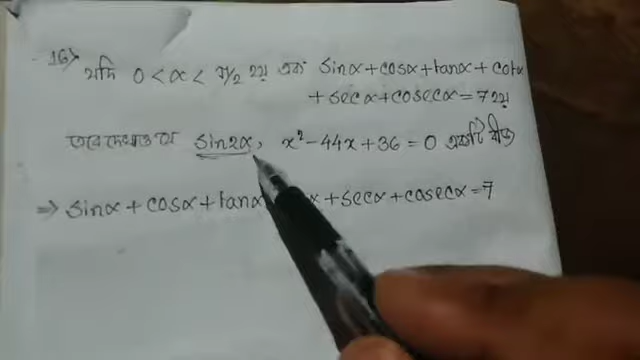 16) যদি 0 < α < π/2 হয় এবং sinα + cosα + tanα + cotα
+ secα + cosecα = 7 হয়
তবে দেখাও যে sin2α, x² - 44x + 36 = 0 একটি বীজ
⇒ sinα + cosα + tanα + secα + cosecα = 7